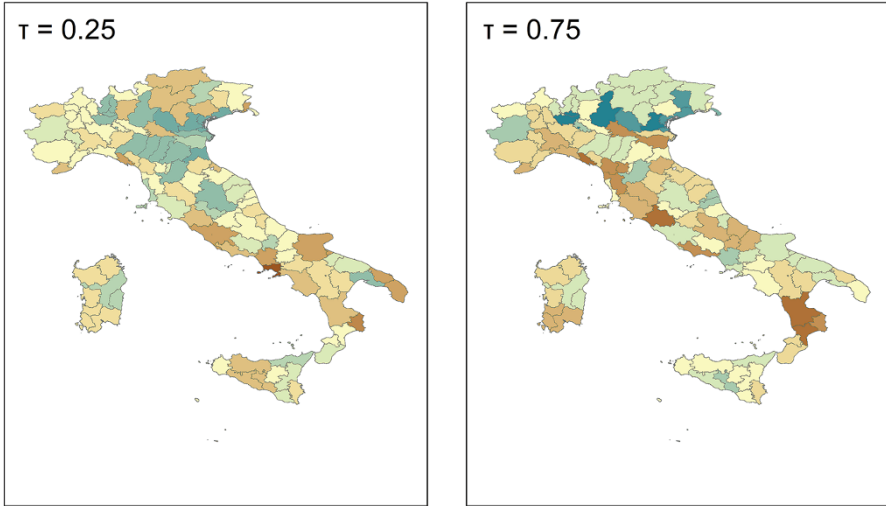 τ = 0.25
τ = 0.75